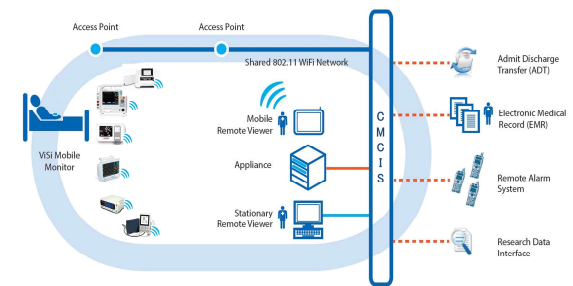 Access Point
Access Point
Shared 802.11 WiFi Network
ViSi Mobile
Monitor
Mobile
Remote Viewer
Appliance
Stationary
Remote Viewer
C
M
C
I
S
Admit Discharge
Transfer (ADT)
Electronic Medical
Record (EMR)
Remote Alarm
System
Research Data
Interface